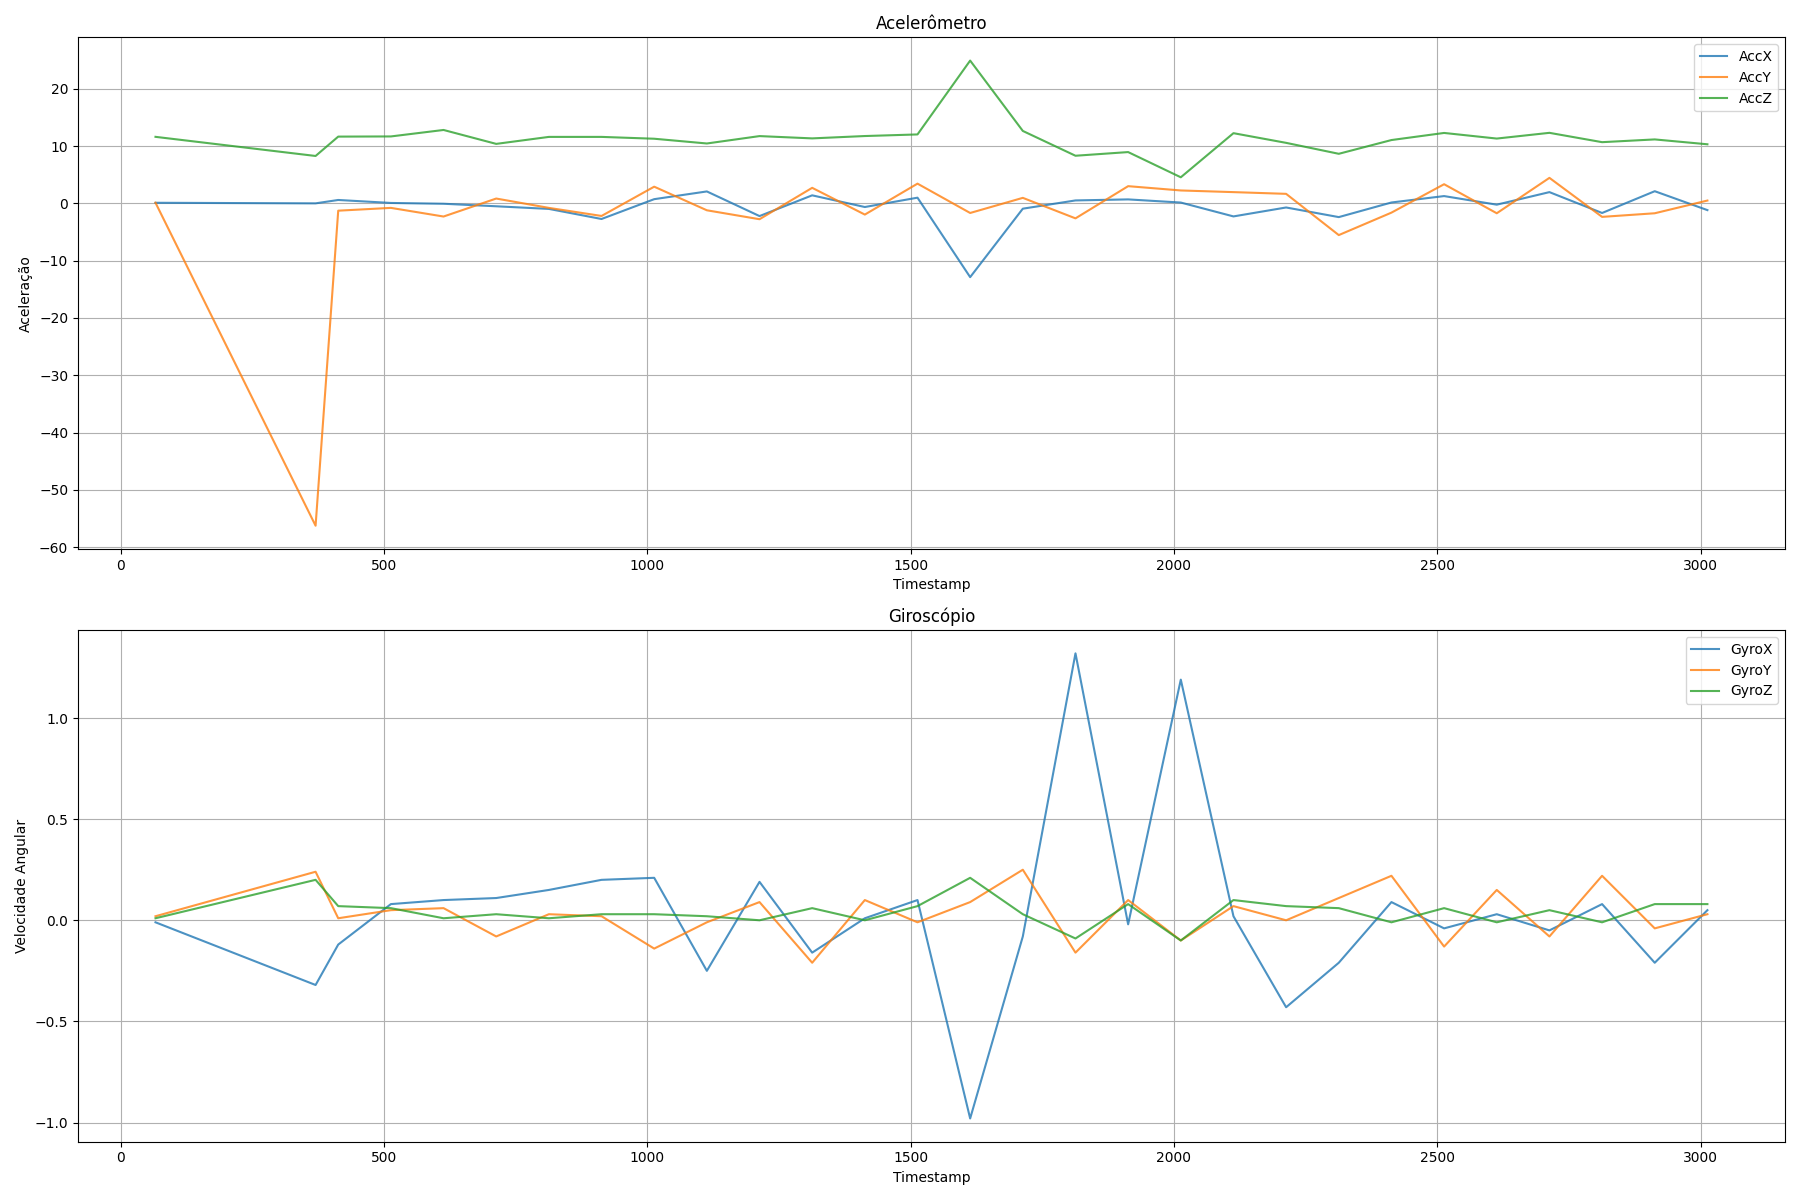 Acelerômetro
AccX
AccY
AccZ
20
10
0
−10
−20
−30
−40
−50
−60
Aceleração
0 500 1000 1500 2000 2500 3000
Timestamp
Giroscópio
GyroX
GyroY
GyroZ
1.0
0.5
0.0
−0.5
−1.0
Velocidade Angular
0 500 1000 1500 2000 2500 3000
Timestamp